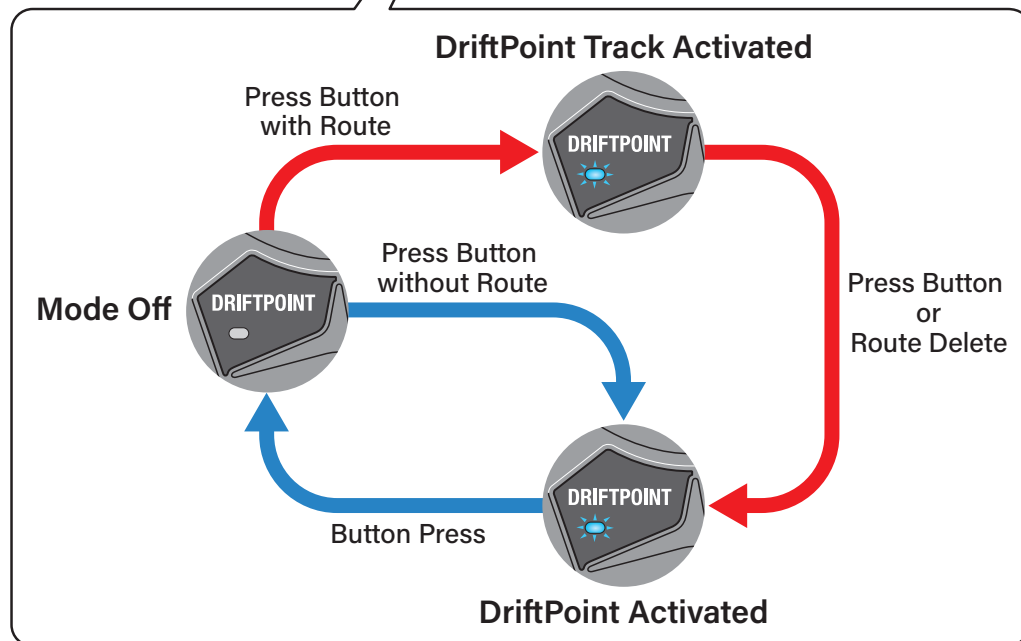 DriftPoint Track Activated
Press Button
with Route
DRIFTPOINT
Press Button
without Route
Mode Off
DRIFTPOINT
Press Button
or
Route Delete
DRIFTPOINT
Button Press
DriftPoint Activated